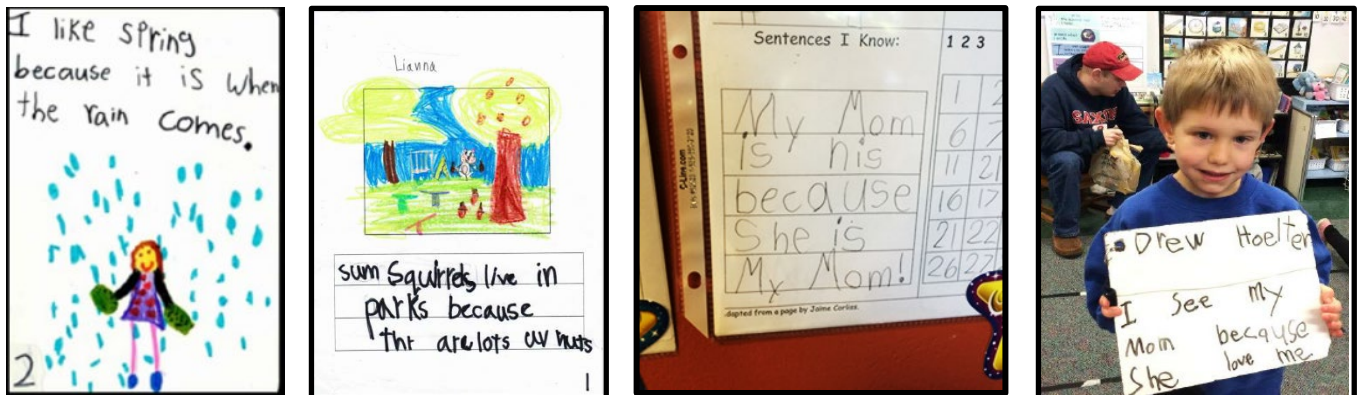 I like spring
because it is when
the rain comes.
2
Lianna
sum Squirrels live in
parks because
thr are lots uv nuts
1
Sentences I Know:
My Mom
is his
because
She is
My Mom!
Adapted from a page by Jaime Corliss.
1 2 3
1 2
6 7
11 21
16 17
21 22
26 27
Drew Hoelter
I see my
Mom because
She love me